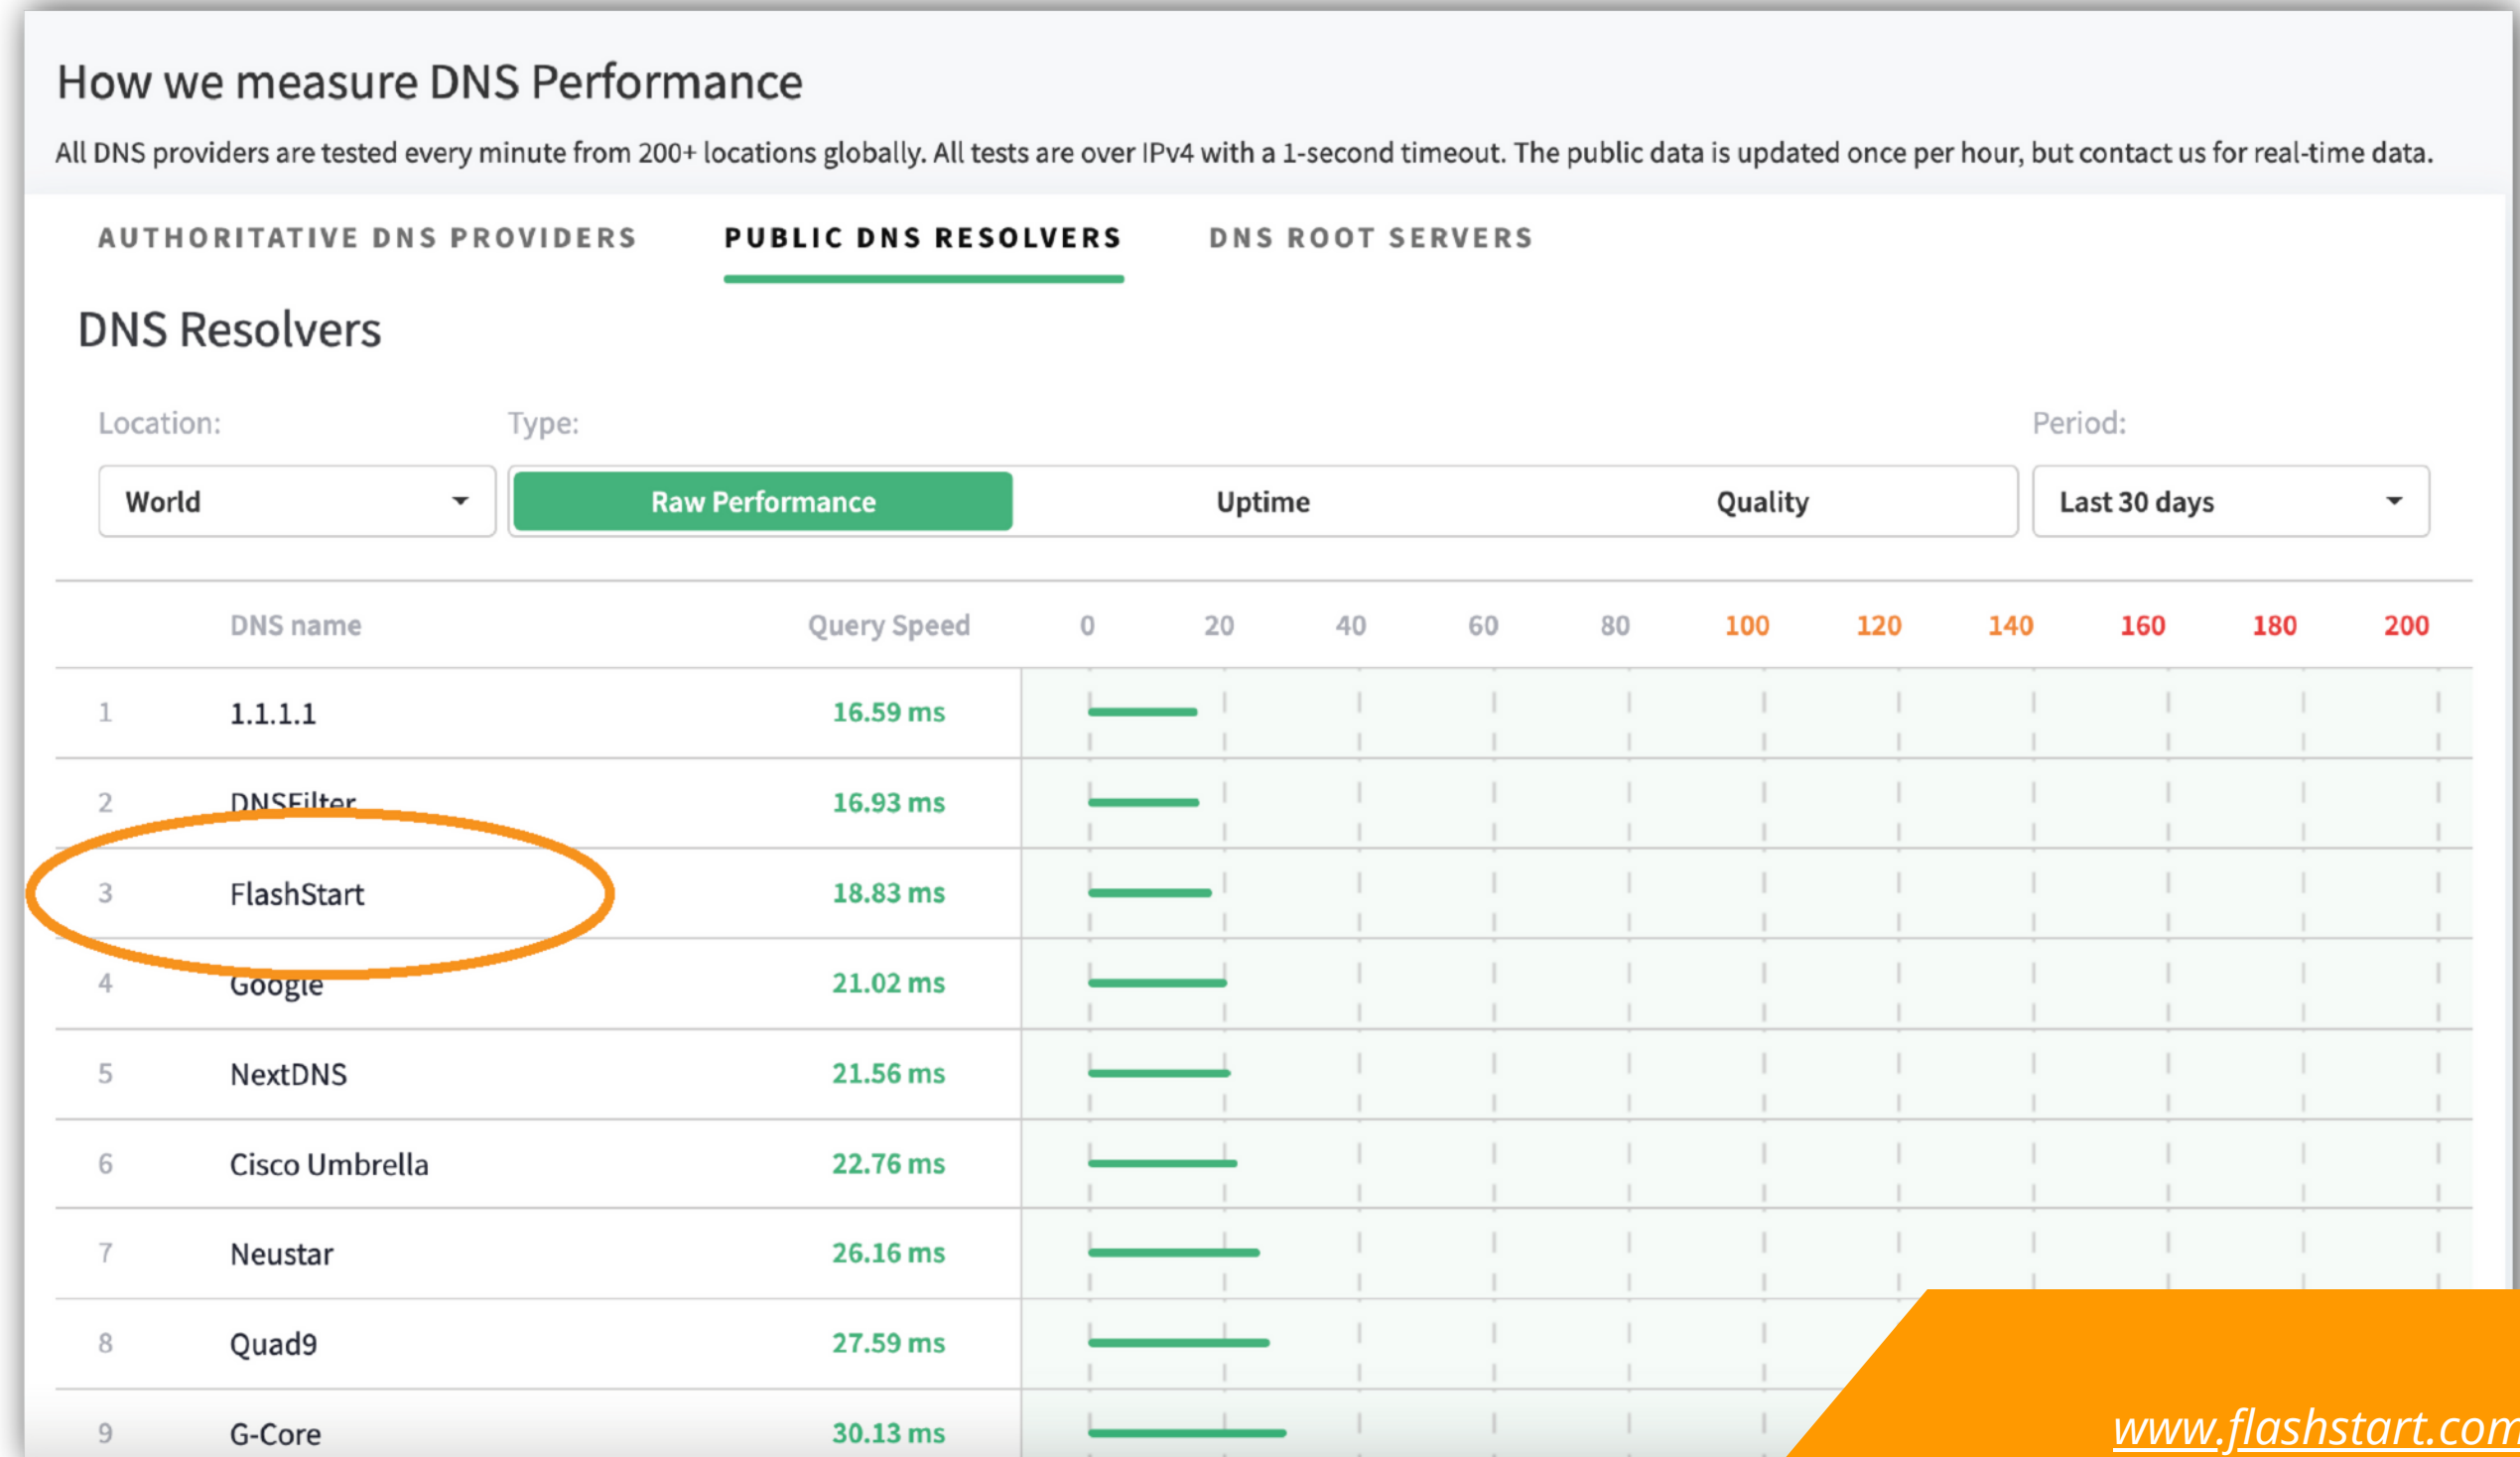 How we measure DNS Performance
All DNS providers are tested every minute from 200+ locations globally. All tests are over IPv4 with a 1-second timeout. The public data is updated once per hour, but contact us for real-time data.
AUTHORITATIVE DNS PROVIDERS PUBLIC DNS RESOLVERS DNS ROOT SERVERS
DNS Resolvers
Location: Type: Period:
World Raw Performance Uptime Quality Last 30 days
DNS name Query Speed 0 20 40 60 80 100 120 140 160 180 200
1 1.1.1.1 16.59 ms
2 DNSFilter 16.93 ms
3 FlashStart 18.83 ms
4 Google 21.02 ms
5 NextDNS 21.56 ms
6 Cisco Umbrella 22.76 ms
7 Neustar 26.16 ms
8 Quad9 27.59 ms
9 G-Core 30.13 ms
www.flashstart.com